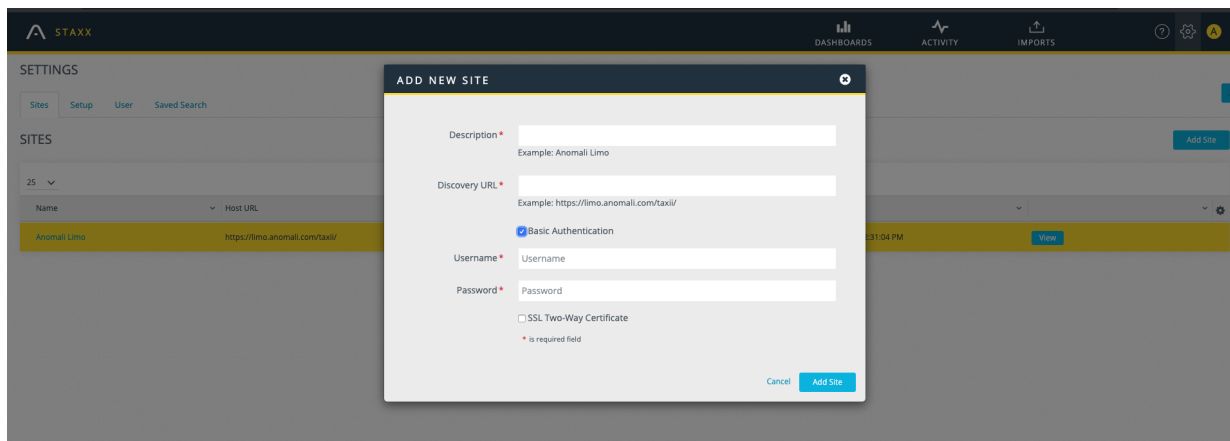 STAXX
DASHBOARDS
ACTIVITY
IMPORTS
SETTINGS
Sites Setup User Saved Search
SITES
Add Site
25
Name Host URL
Anomali Limo https://limo.anomali.com/taxii/ :31:04 PM View
ADD NEW SITE
Description *
Example: Anomali Limo
Discovery URL *
Example: https://limo.anomali.com/taxii/
Basic Authentication
Username * Username
Password * Password
SSL Two-Way Certificate
* is required field
Cancel Add Site